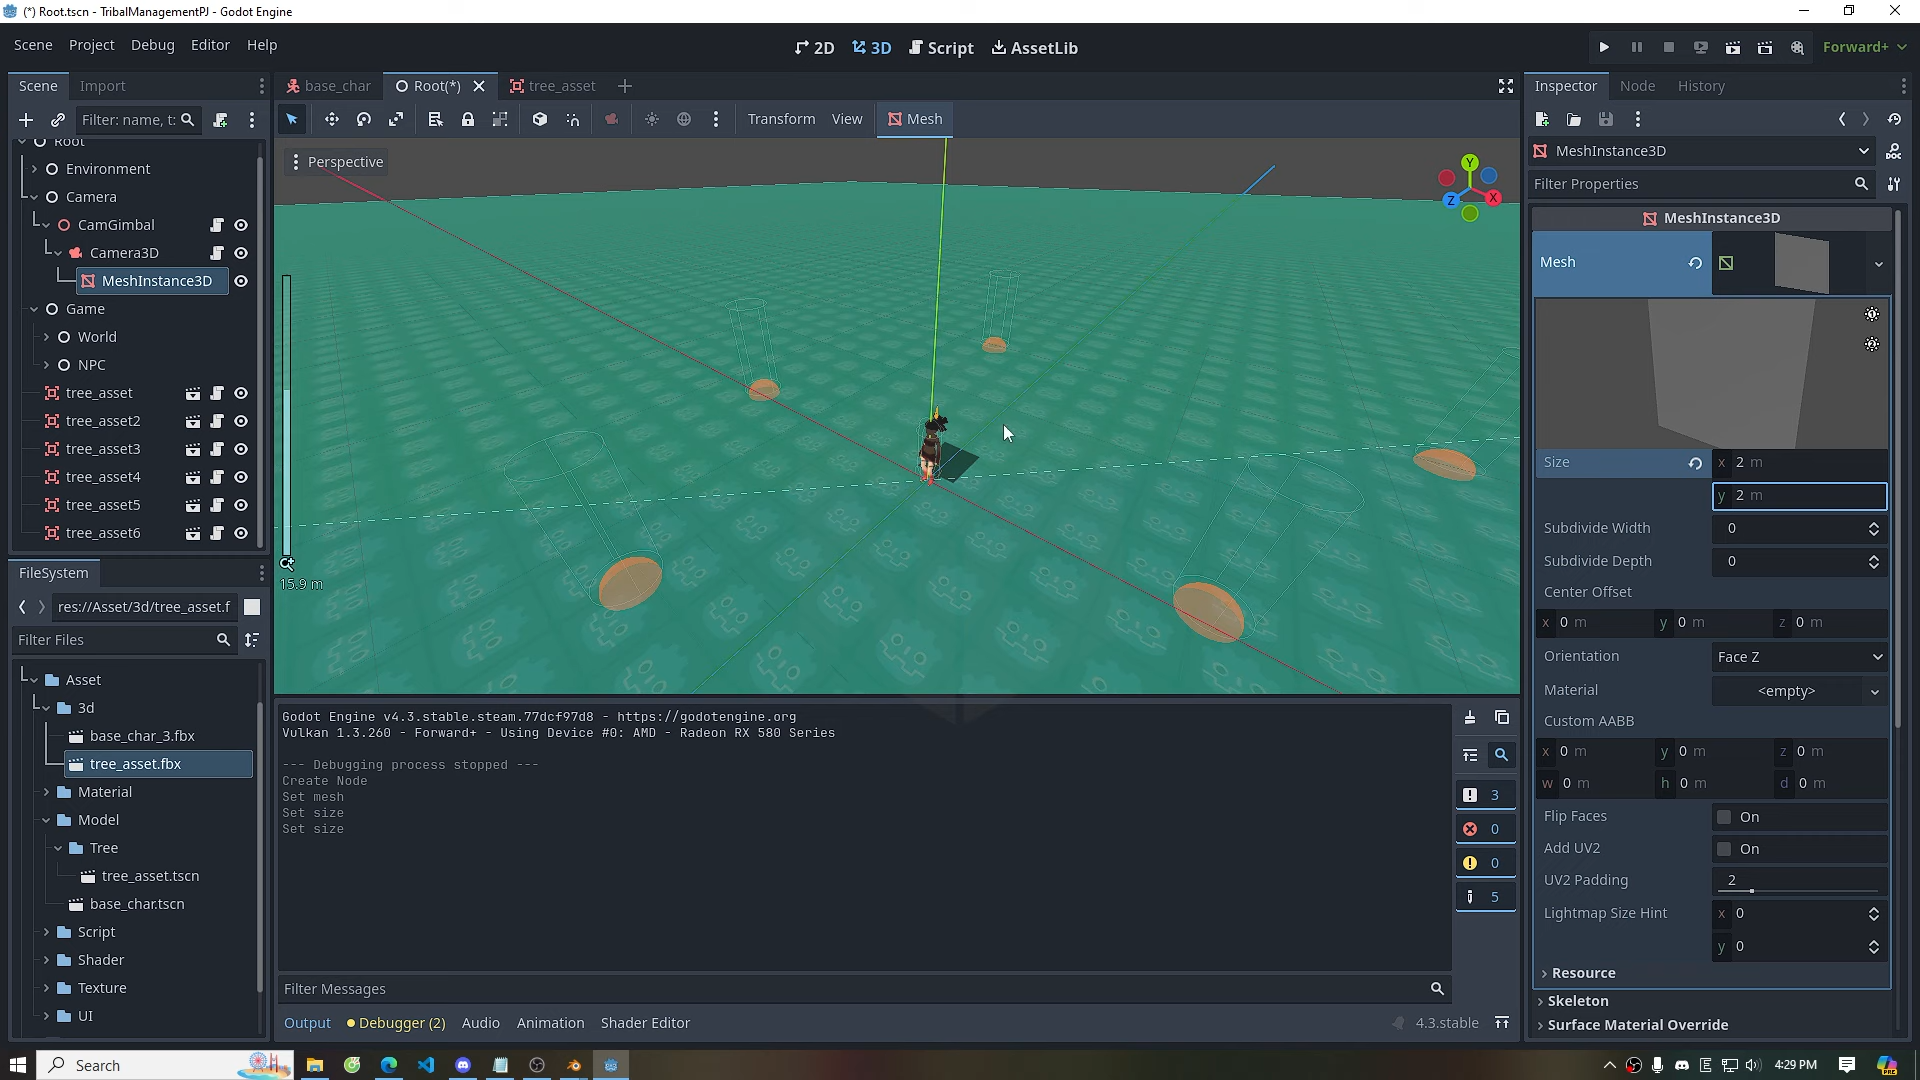 (*) Root.tscn - TribalManagementPJ - Godot Engine
Scene Project Debug Editor Help
2D 3D Script AssetLib
Forward+
Scene Import
base_char Root(*) tree_asset
Inspector Node History
Filter: name, t:
Transform View Mesh
Root
Environment
Camera
CamGimbal
Camera3D
MeshInstance3D
Game
World
NPC
tree_asset
tree_asset2
tree_asset3
tree_asset4
tree_asset5
tree_asset6
Perspective
Y
X
Z
15.9 m
FileSystem
res://Asset/3d/tree_asset.f
Filter Files
Asset
3d
base_char_3.fbx
tree_asset.fbx
Material
Model
Tree
tree_asset.tscn
base_char.tscn
Script
Shader
Texture
UI
Godot Engine v4.3.stable.steam.77dcf97d8 - https://godotengine.org
Vulkan 1.3.260 - Forward+ - Using Device #0: AMD - Radeon RX 580 Series
--- Debugging process stopped ---
Create Node
Set mesh
Set size
Set size
3
0
0
5
Filter Messages
Output Debugger (2) Audio Animation Shader Editor
4.3.stable
MeshInstance3D
Filter Properties
MeshInstance3D
Mesh
Size x 2 m
y 2 m
Subdivide Width 0
Subdivide Depth 0
Center Offset
x 0 m y 0 m z 0 m
Orientation Face Z
Material <empty>
Custom AABB
x 0 m y 0 m z 0 m
w 0 m h 0 m d 0 m
Flip Faces On
Add UV2 On
UV2 Padding 2
Lightmap Size Hint x 0
y 0
Resource
Skeleton
Surface Material Override
Search
4:29 PM